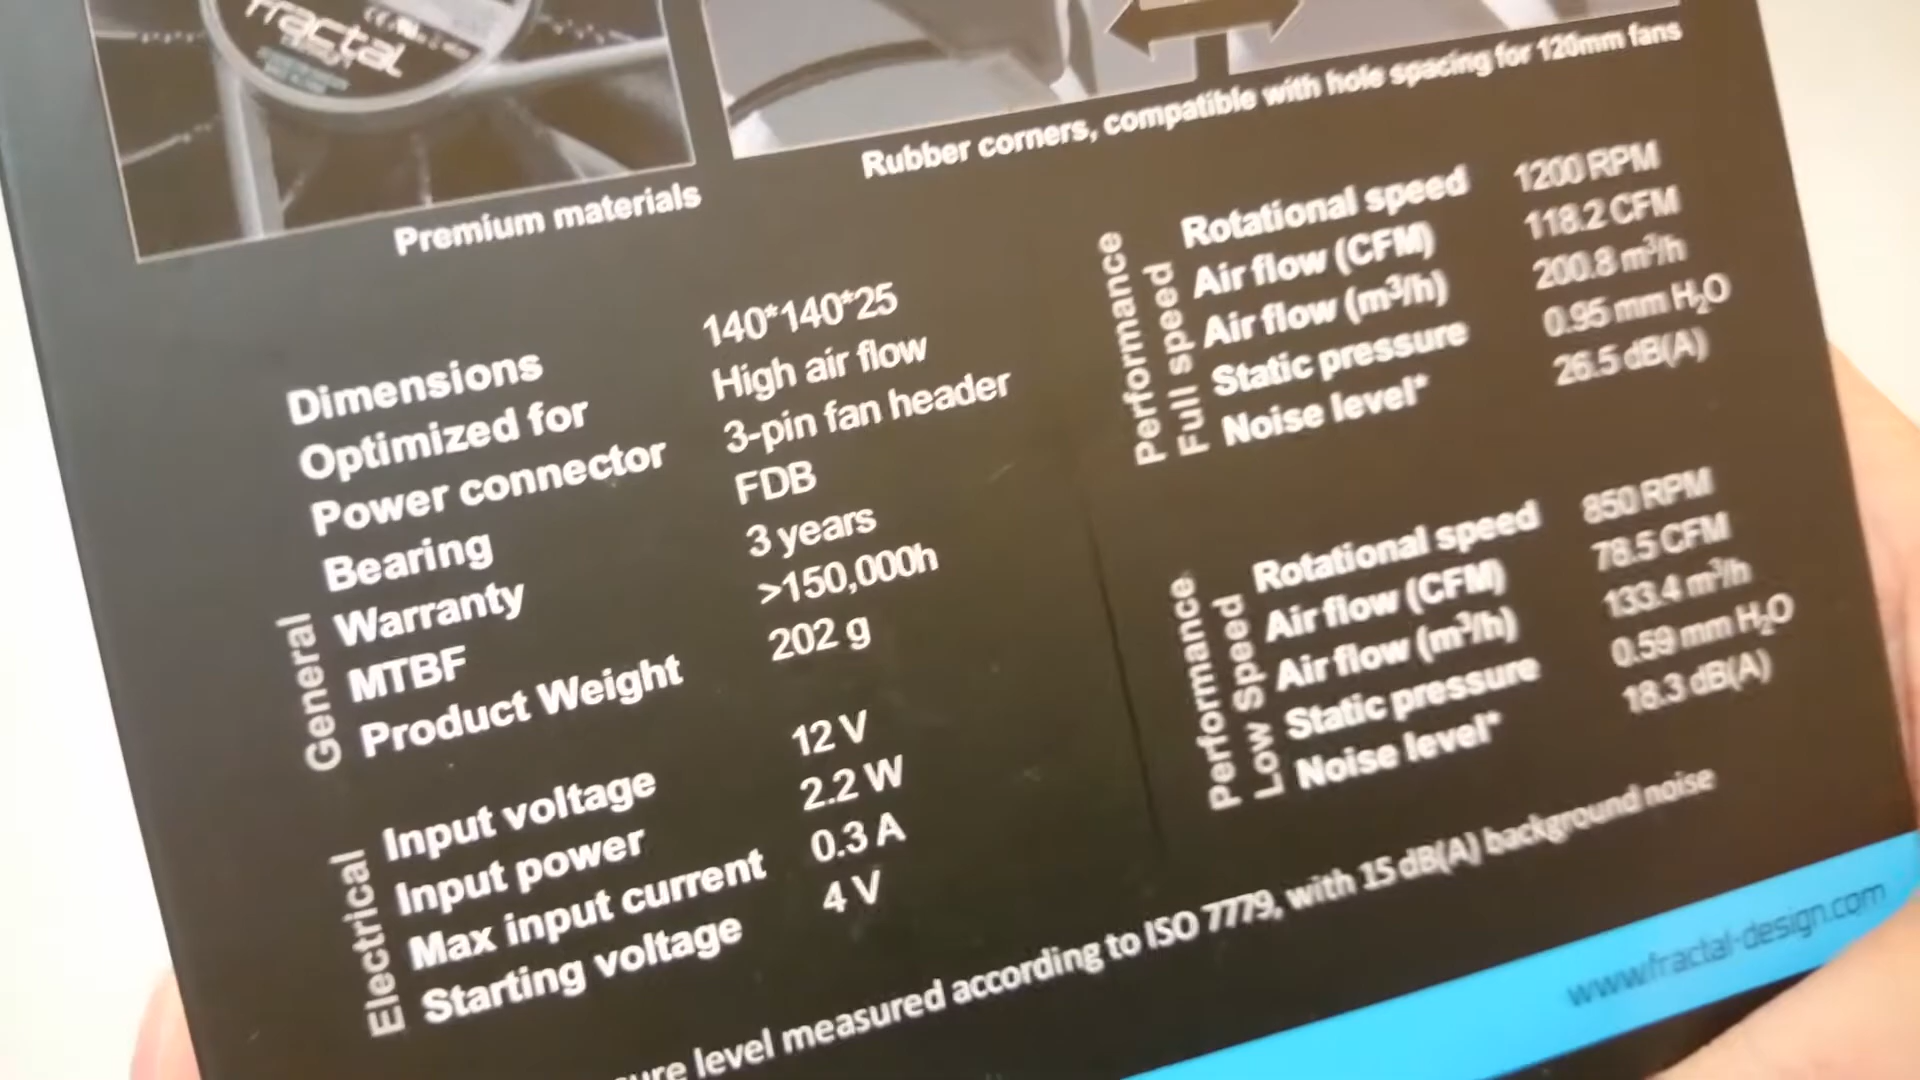 fractal
Premium materials
Rubber corners, compatible with hole spacing for 120mm fans
General
Dimensions 140*140*25
Optimized for High air flow
Power connector 3-pin fan header
Bearing FDB
Warranty 3 years
MTBF >150,000h
Product Weight 202 g
Electrical
Input voltage 12 V
Input power 2.2 W
Max input current 0.3 A
Starting voltage 4 V
Performance
Full speed
Rotational speed 1200 RPM
Air flow (CFM) 118.2 CFM
Air flow (m³/h) 200.8 m³/h
Static pressure 0.95 mm H₂O
Noise level* 26.5 dB(A)
Performance
Low Speed
Rotational speed 850 RPM
Air flow (CFM) 78.5 CFM
Air flow (m³/h) 133.4 m³/h
Static pressure 0.59 mm H₂O
Noise level* 18.3 dB(A)
level measured according to ISO 7779, with 15 dB(A) background noise
www.fractal-design.com